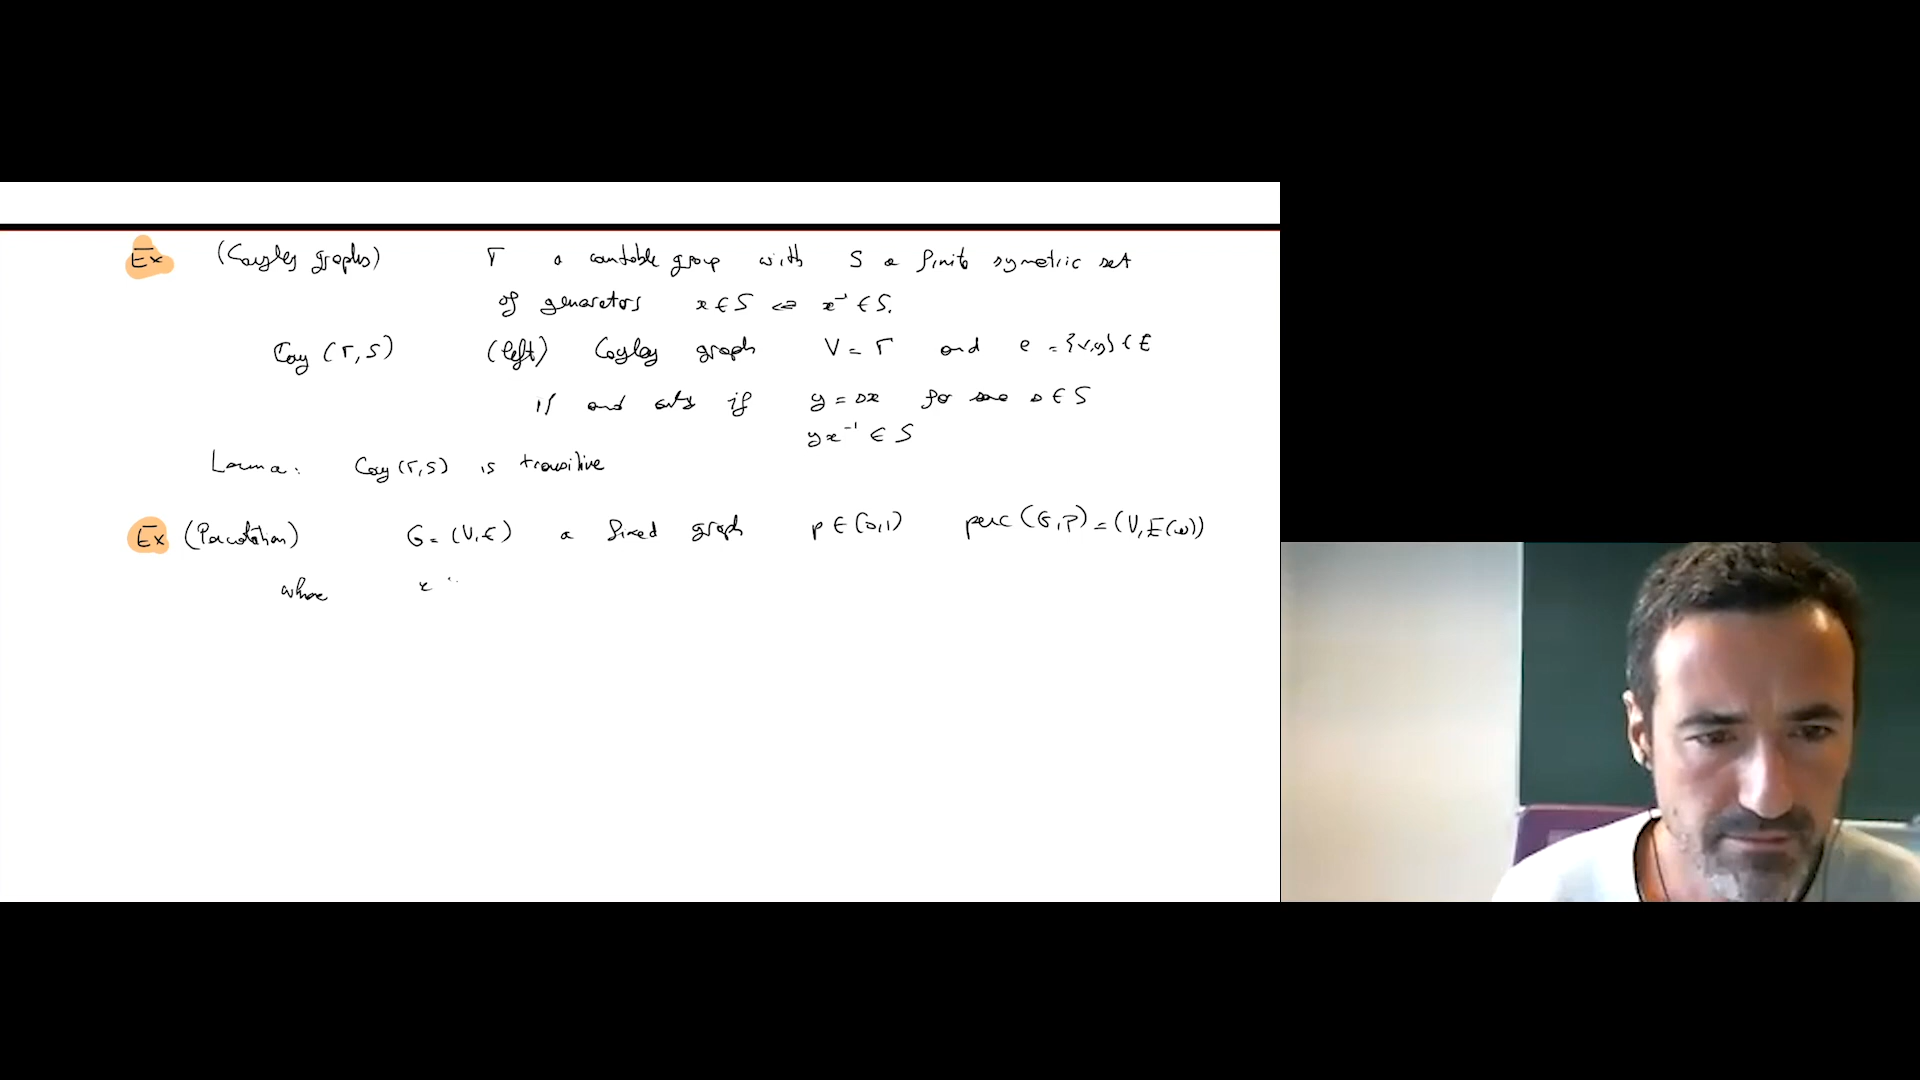 Ex (Cayley graphs) Γ a countable group with S a finite symetric set
of generators x ∈ S ⇔ x⁻¹ ∈ S.
Cay (Γ, S) (left) Cayley graph V = Γ and e = {x,y} ∈ E
if and only if y = sx for some s ∈ S
yx⁻¹ ∈ S
Lemma: Cay (Γ, S) is transitive
Ex (Percolation) G = (V, E) a fixed graph p ∈ (0,1) perc (G, p) = (V, E(ω))
where